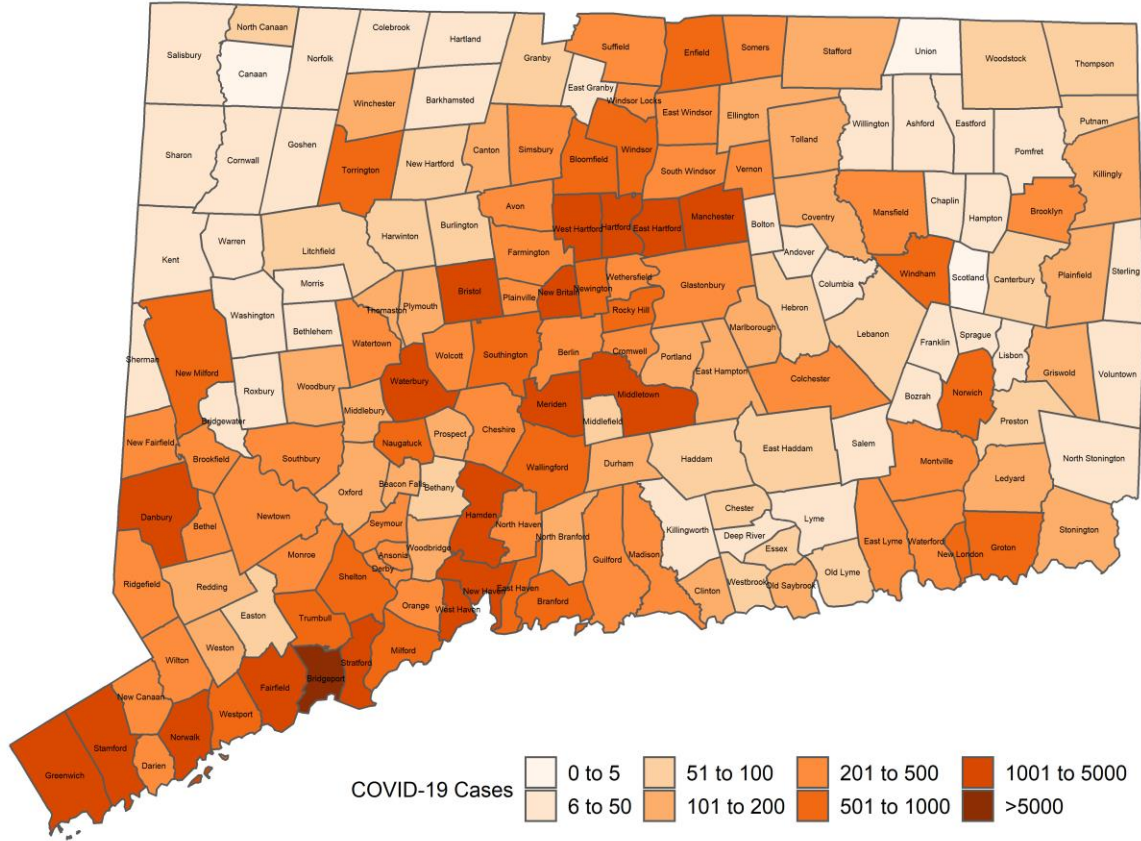 North Canaan
Colebrook
Hartland
Salisbury
Norfolk
Canaan
Granby
Suffield
Enfield
Somers
Stafford
Union
Woodstock
Thompson
East Granby
Winchester
Barkhamsted
Windsor Locks
East Windsor
Ellington
Putnam
Sharon
Cornwall
Goshen
Torrington
New Hartford
Canton
Simsbury
Bloomfield
Windsor
South Windsor
Vernon
Tolland
Willington
Ashford
Eastford
Pomfret
Killingly
Avon
West Hartford
Hartford
East Hartford
Manchester
Bolton
Coventry
Mansfield
Chaplin
Hampton
Brooklyn
Kent
Warren
Litchfield
Harwinton
Burlington
Farmington
Andover
Columbia
Windham
Scotland
Canterbury
Plainfield
Sterling
Morris
Washington
Bethlehem
Thomaston
Plymouth
Bristol
Plainville
New Britain
Newington
Wethersfield
Rocky Hill
Glastonbury
Hebron
Marlborough
Lebanon
Franklin
Sprague
Lisbon
Griswold
Voluntown
Sherman
New Milford
Roxbury
Woodbury
Watertown
Waterbury
Wolcott
Southington
Berlin
Cromwell
Portland
East Hampton
Colchester
Bozrah
Norwich
Preston
Bridgewater
Middlebury
Meriden
Middletown
Middlefield
New Fairfield
Brookfield
Southbury
Naugatuck
Prospect
Cheshire
Wallingford
Durham
Haddam
East Haddam
Salem
Montville
Ledyard
North Stonington
Danbury
Bethel
Newtown
Oxford
Beacon Falls
Bethany
Hamden
North Haven
North Branford
Guilford
Madison
Killingworth
Chester
Deep River
Essex
Lyme
East Lyme
Waterford
New London
Groton
Stonington
Ridgefield
Redding
Monroe
Seymour
Ansonia
Derby
Woodbridge
Shelton
Easton
Trumbull
Orange
New Haven
West Haven
East Haven
Branford
Clinton
Westbrook
Old Saybrook
Old Lyme
Wilton
Weston
Milford
Stratford
Bridgeport
Fairfield
Westport
New Canaan
Norwalk
Darien
Stamford
Greenwich
COVID-19 Cases
0 to 5
6 to 50
51 to 100
101 to 200
201 to 500
501 to 1000
1001 to 5000
>5000